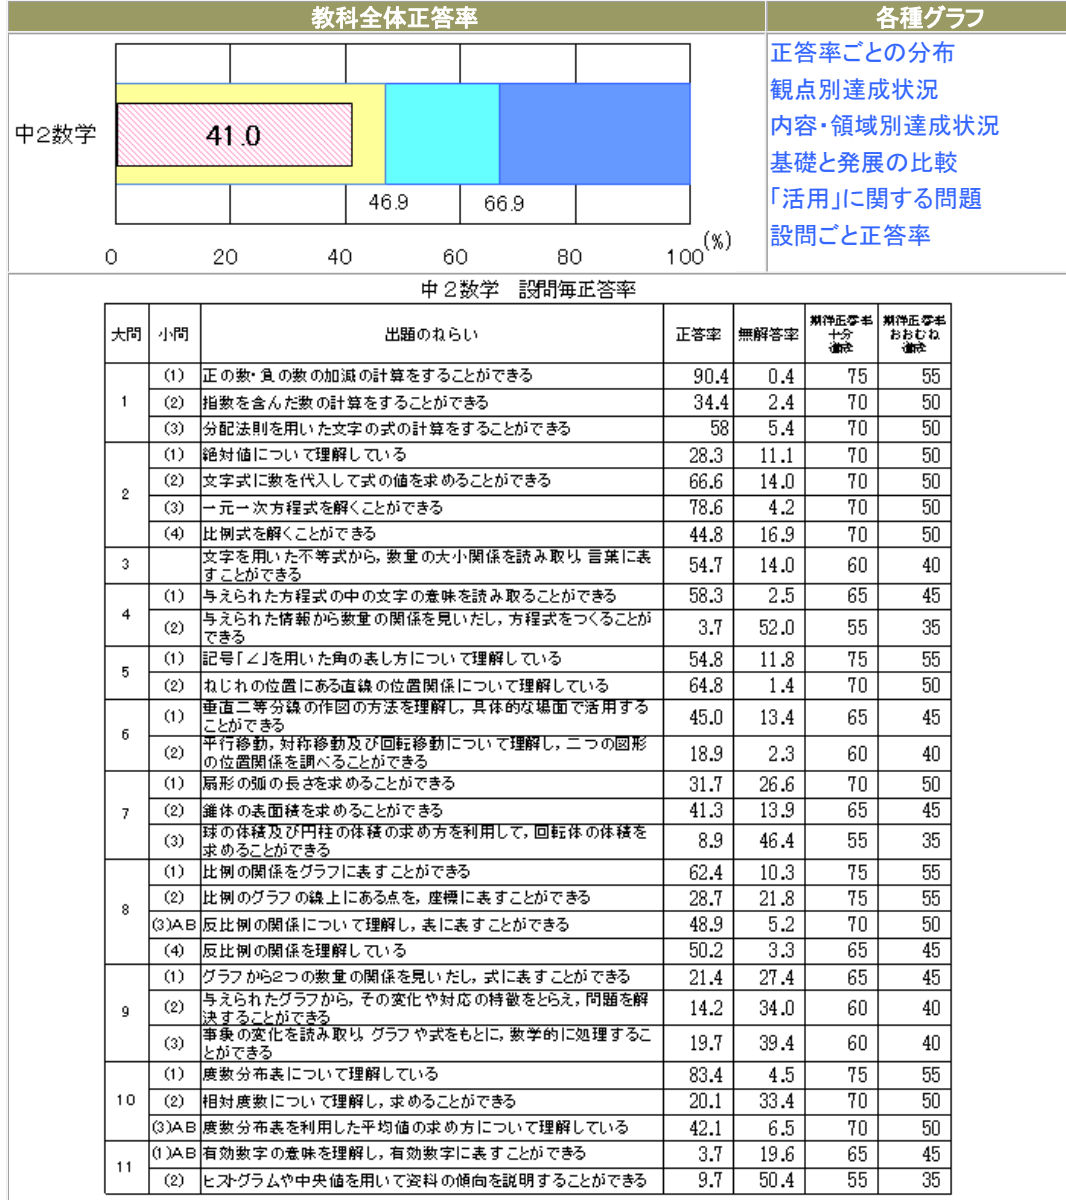 教科全体正答率
各種グラフ
中2数学
41.0
46.9
66.9
0
20
40
60
80
100
(%)
正答率ごとの分布
観点別達成状況
内容・領域別達成状況
基礎と発展の比較
「活用」に関する問題
設問ごと正答率
中2数学 設問毎正答率
大問 小問 出題のねらい 正答率 無解答率 期待正答率 十分達成 期待正答率 おおむね達成
1 (1) 正の数・負の数の加減の計算をすることができる 90.4 0.4 75 55
(2) 指数を含んだ数の計算をすることができる 34.4 2.4 70 50
(3) 分配法則を用いた文字の式の計算をすることができる 58 5.4 70 50
2 (1) 絶対値について理解している 28.3 11.1 70 50
(2) 文字式に数を代入して式の値を求めることができる 66.6 14.0 70 50
(3) 一元一次方程式を解くことができる 78.6 4.2 70 50
(4) 比例式を解くことができる 44.8 16.9 70 50
3 文字を用いた不等式から,数量の大小関係を読み取り,言葉に表
すことができる 54.7 14.0 60 40
4 (1) 与えられた方程式の中の文字の意味を読み取ることができる 58.3 2.5 65 45
(2) 与えられた情報から数量の関係を見いだし,方程式をつくることが
できる 3.7 52.0 55 35
5 (1) 記号「∠」を用いた角の表し方について理解している 54.8 11.8 75 55
(2) ねじれの位置にある直線の位置関係について理解している 64.8 1.4 70 50
6 (1) 垂直二等分線の作図の方法を理解し,具体的な場面で活用する
ことができる 45.0 13.4 65 45
(2) 平行移動,対称移動及び回転移動について理解し,二つの図形
の位置関係を調べることができる 18.9 2.3 60 40
7 (1) 扇形の弧の長さを求めることができる 31.7 26.6 70 50
(2) 錐体の表面積を求めることができる 41.3 13.9 65 45
(3) 球の体積及び円柱の体積の求め方を利用して,回転体の体積を
求めることができる 8.9 46.4 55 35
8 (1) 比例の関係をグラフに表すことができる 62.4 10.3 75 55
(2) 比例のグラフの線上にある点を,座標に表すことができる 28.7 21.8 75 55
(3)AB 反比例の関係について理解し,表に表すことができる 48.9 5.2 70 50
(4) 反比例の関係を理解している 50.2 3.3 65 45
9 (1) グラフから2つの数量の関係を見いだし,式に表すことができる 21.4 27.4 65 45
(2) 与えられたグラフから,その変化や対応の特徴をとらえ,問題を解
決することができる 14.2 34.0 60 40
(3) 事象の変化を読み取り,グラフや式をもとに,数学的に処理するこ
とができる 19.7 39.4 60 40
10 (1) 度数分布表について理解している 83.4 4.5 75 55
(2) 相対度数について理解し,求めることができる 20.1 33.4 70 50
(3)AB 度数分布表を利用した平均値の求め方について理解している 42.1 6.5 70 50
11 (1)AB 有効数字の意味を理解し,有効数字に表すことができる 3.7 19.6 65 45
(2) ヒストグラムや中央値を用いて資料の傾向を説明することができる 9.7 50.4 55 35